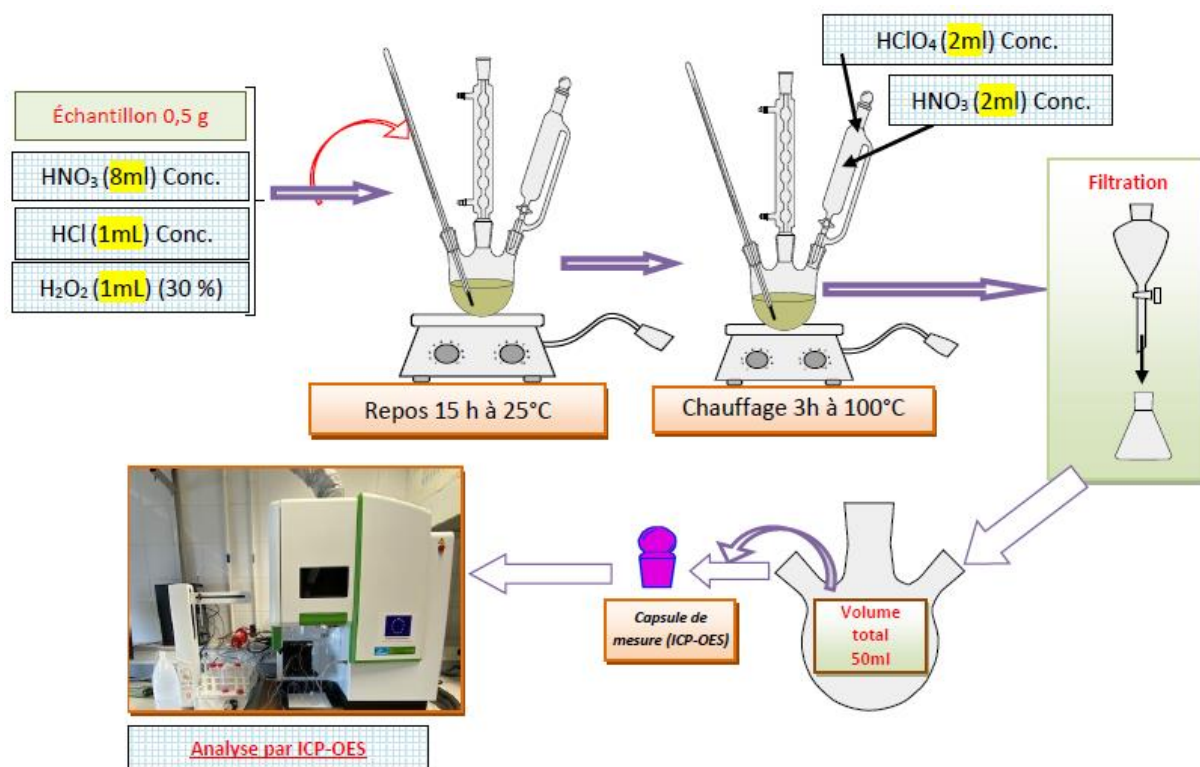 Échantillon 0,5 g
HNO₃ (8ml) Conc.
HCl (1mL) Conc.
H₂O₂ (1mL) (30 %)
HClO₄ (2ml) Conc.
HNO₃ (2ml) Conc.
Repos 15 h à 25°C
Chauffage 3h à 100°C
Filtration
Volume
total
50ml
Capsule de
mesure (ICP-OES)
Analyse par ICP-OES